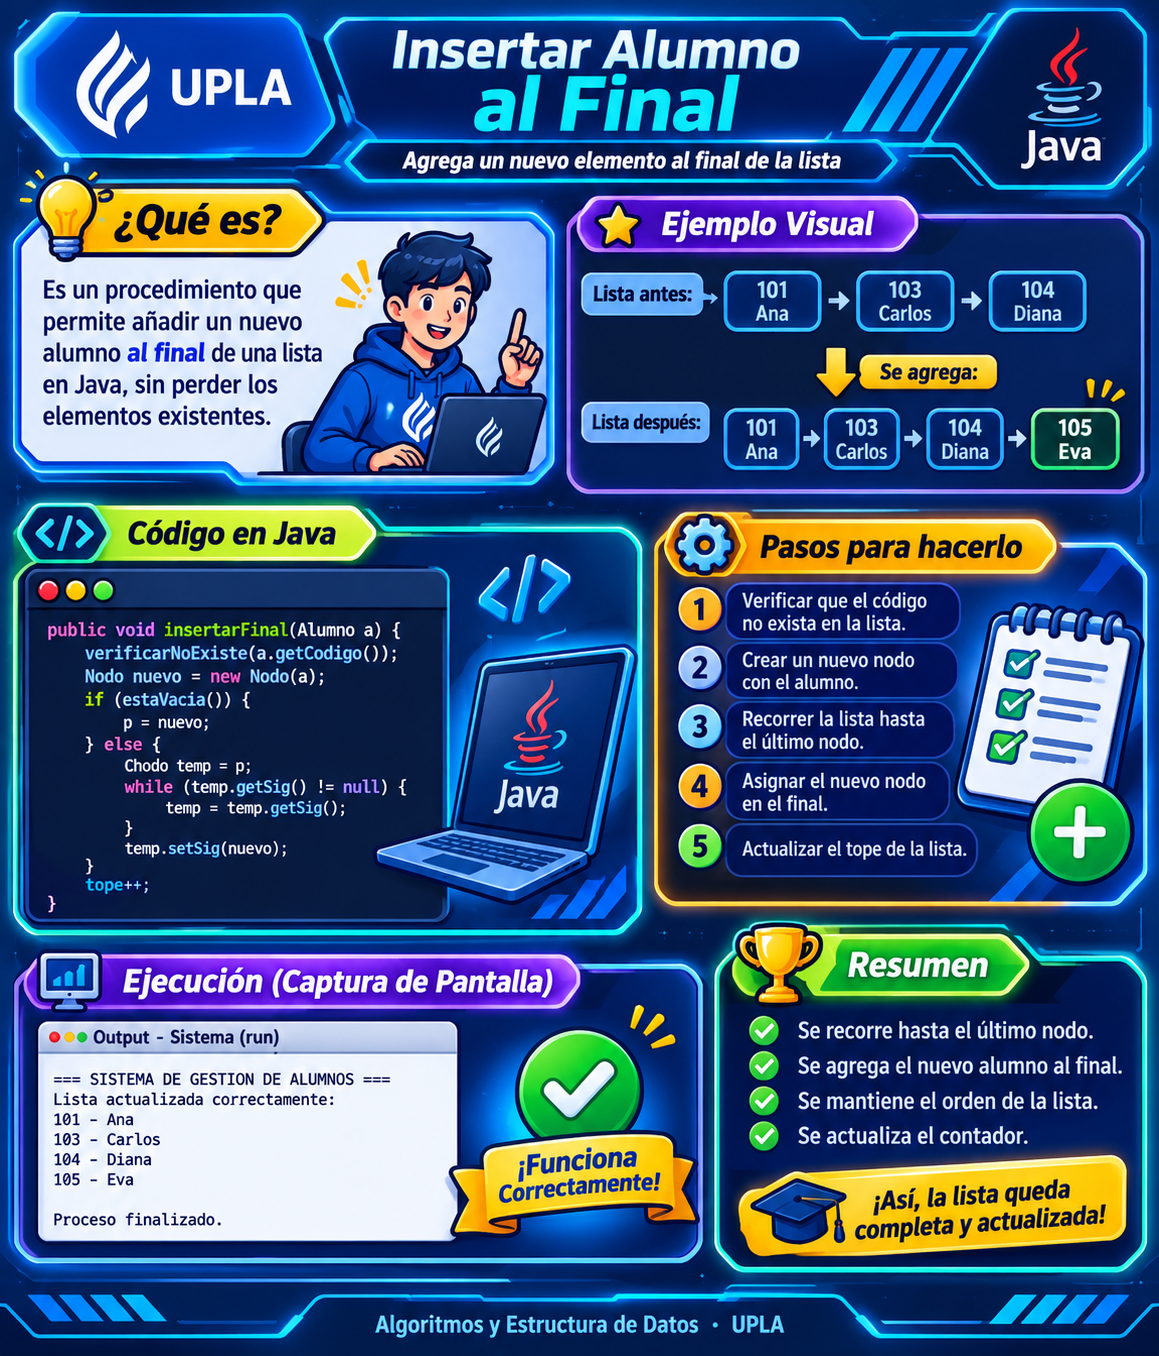 UPLA
Insertar Alumno
al Final
Agrega un nuevo elemento al final de la lista
Java
¿Qué es?
Es un procedimiento que
permite añadir un nuevo
alumno al final de una lista
en Java, sin perder los
elementos existentes.
Ejemplo Visual
Lista antes:
101
Ana
103
Carlos
104
Diana
Se agrega:
Lista después:
101
Ana
103
Carlos
104
Diana
105
Eva
</> Código en Java
public void insertarFinal(Alumno a) {
verificarNoExiste(a.getCodigo());
Nodo nuevo = new Nodo(a);
if (estaVacia()) {
p = nuevo;
} else {
Chodo temp = p;
while (temp.getSig() != null) {
temp = temp.getSig();
}
temp.setSig(nuevo);
}
tope++;
}
</>
Java
Pasos para hacerlo
1 Verificar que el código
no exista en la lista.
2 Crear un nuevo nodo
con el alumno.
3 Recorrer la lista hasta
el último nodo.
4 Asignar el nuevo nodo
en el final.
5 Actualizar el tope de la lista.
Ejecución (Captura de Pantalla)
Output - Sistema (run)
=== SISTEMA DE GESTION DE ALUMNOS ===
Lista actualizada correctamente:
101 - Ana
103 - Carlos
104 - Diana
105 - Eva
Proceso finalizado.
¡Funciona
Correctamente!
Resumen
Se recorre hasta el último nodo.
Se agrega el nuevo alumno al final.
Se mantiene el orden de la lista.
Se actualiza el contador.
¡Así, la lista queda
completa y actualizada!
Algoritmos y Estructura de Datos · UPLA